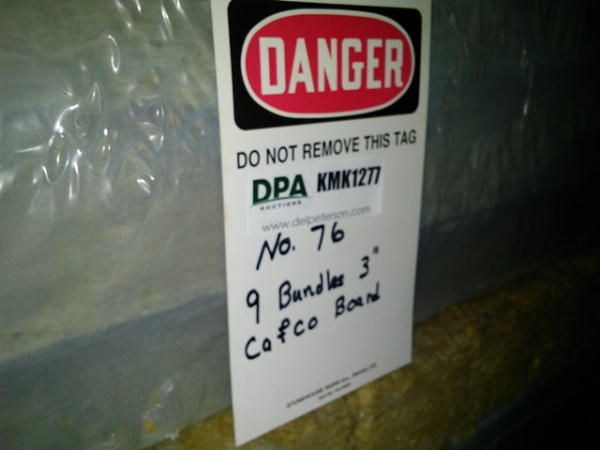 DANGER
DO NOT REMOVE THIS TAG
DPA KMK1277
AUCTIONS
www.delpeterson.com
No. 76
9 Bundles 3"
Cafco Board